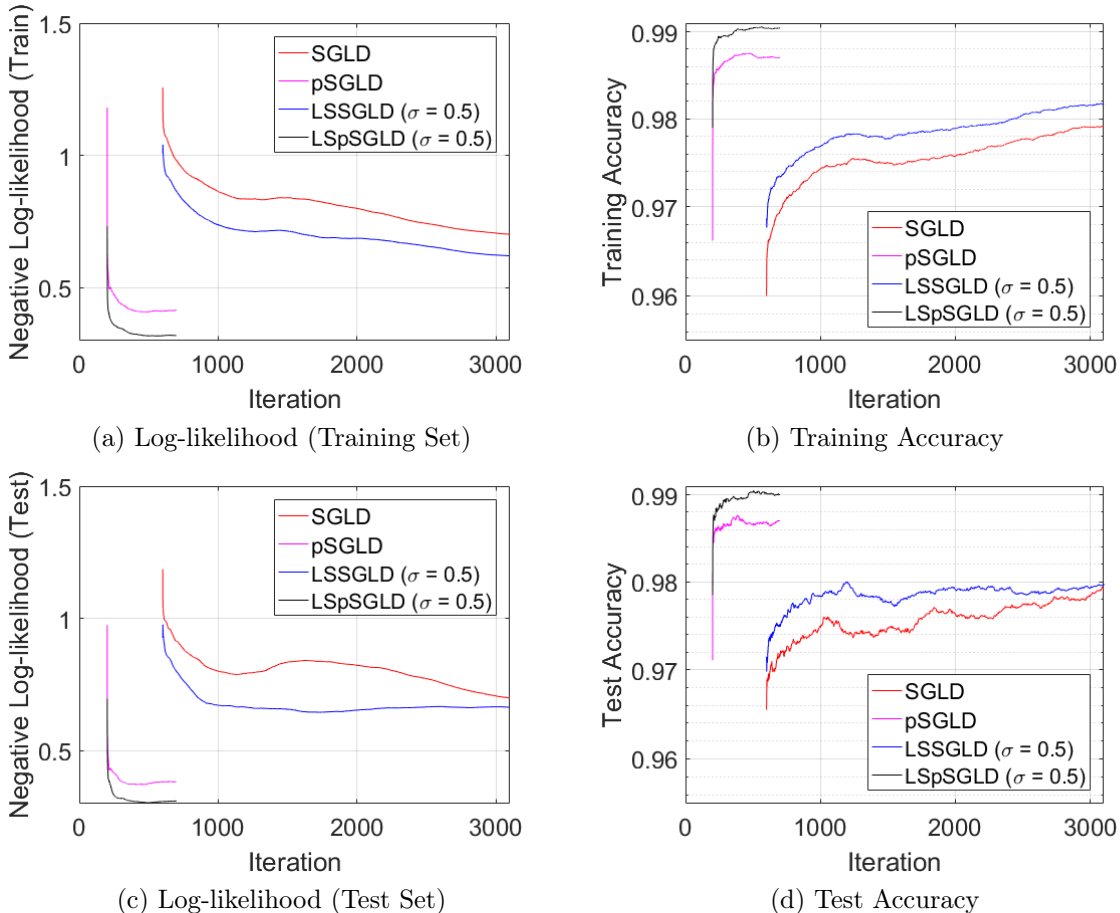 1.5
1
0.5
0
1000
2000
3000
Negative Log-likelihood (Train)
Iteration
SGLD
pSGLD
LSSGLD (σ = 0.5)
LSpSGLD (σ = 0.5)
(a) Log-likelihood (Training Set)
0.99
0.98
0.97
0.96
0
1000
2000
3000
Training Accuracy
Iteration
SGLD
pSGLD
LSSGLD (σ = 0.5)
LSpSGLD (σ = 0.5)
(b) Training Accuracy
1.5
1
0.5
0
1000
2000
3000
Negative Log-likelihood (Test)
Iteration
SGLD
pSGLD
LSSGLD (σ = 0.5)
LSpSGLD (σ = 0.5)
(c) Log-likelihood (Test Set)
0.99
0.98
0.97
0.96
0
1000
2000
3000
Test Accuracy
Iteration
SGLD
pSGLD
LSSGLD (σ = 0.5)
LSpSGLD (σ = 0.5)
(d) Test Accuracy